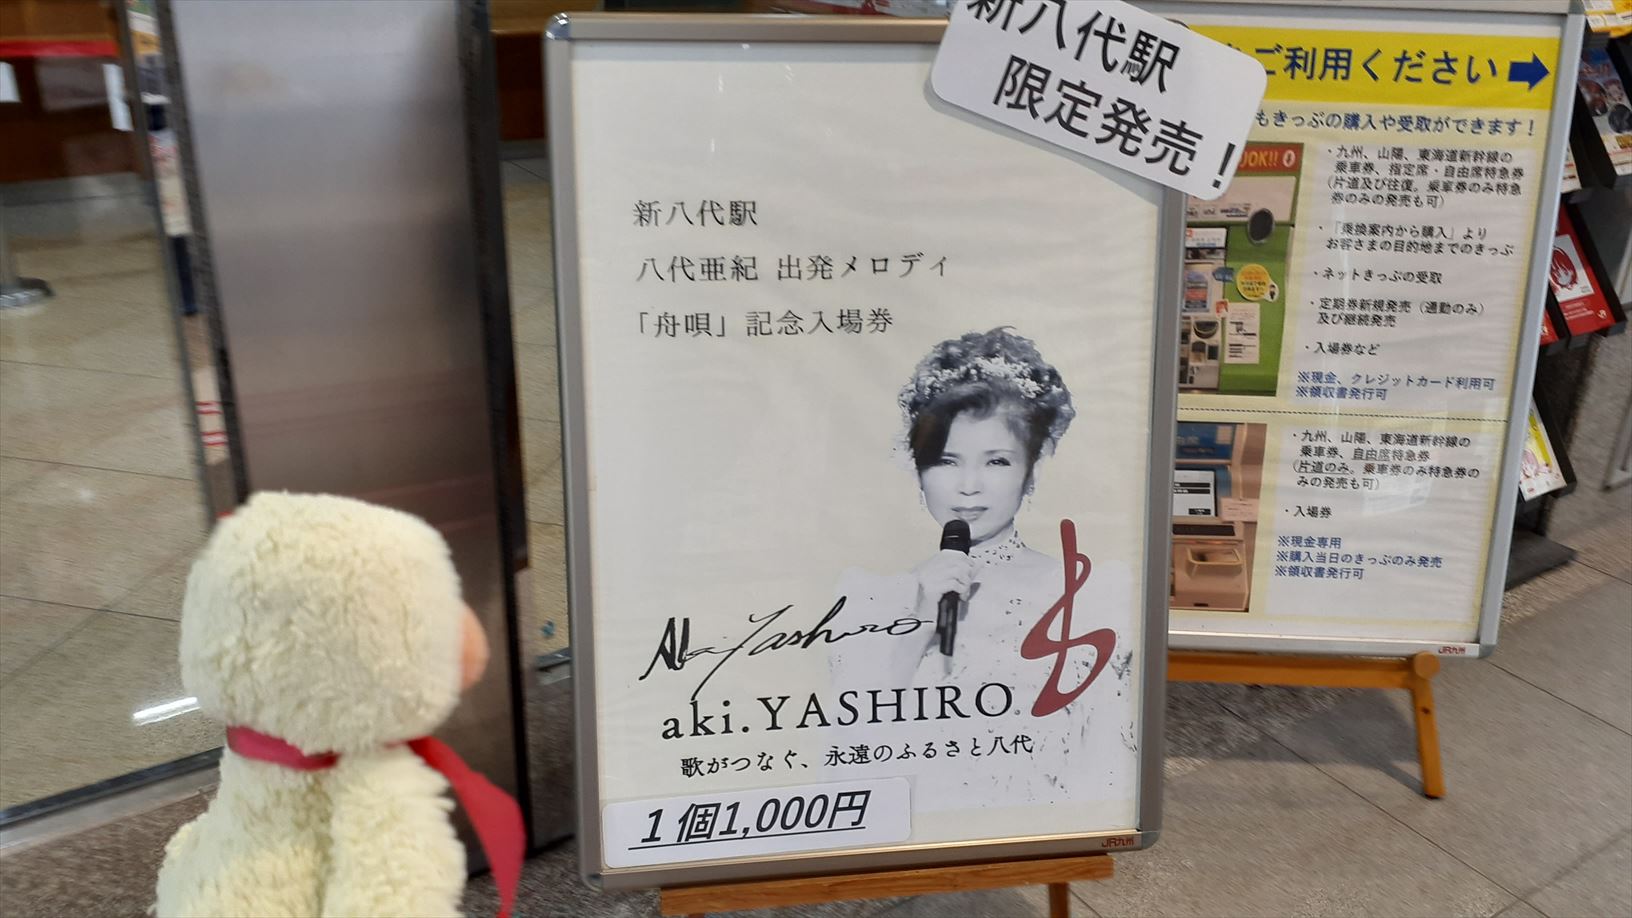 新八代駅
限定発売！
新八代駅
八代亜紀 出発メロディ
「舟唄」記念入場券
Aki Yashiro
aki.YASHIRO
歌がつなぐ、永遠のふるさと八代
１個1,000円
JR九州
ご利用ください
もきっぷの購入や受取ができます！
・九州、山陽、東海道新幹線の
乗車券、指定席・自由席特急券
（片道及び往復。乗車券のみ特急
券のみの発売も可）
・「乗換案内から購入」より
お客さまの目的地までのきっぷ
・ネットきっぷの受取
・定期券新規発売（通勤のみ）
及び継続発売
・入場券など
※現金、クレジットカード利用可
※領収書発行可
・九州、山陽、東海道新幹線の
乗車券、自由席特急券
（片道のみ。乗車券のみ特急券の
みの発売も可）
・入場券
※現金専用
※購入当日のきっぷのみ発売
※領収書発行可
JR九州